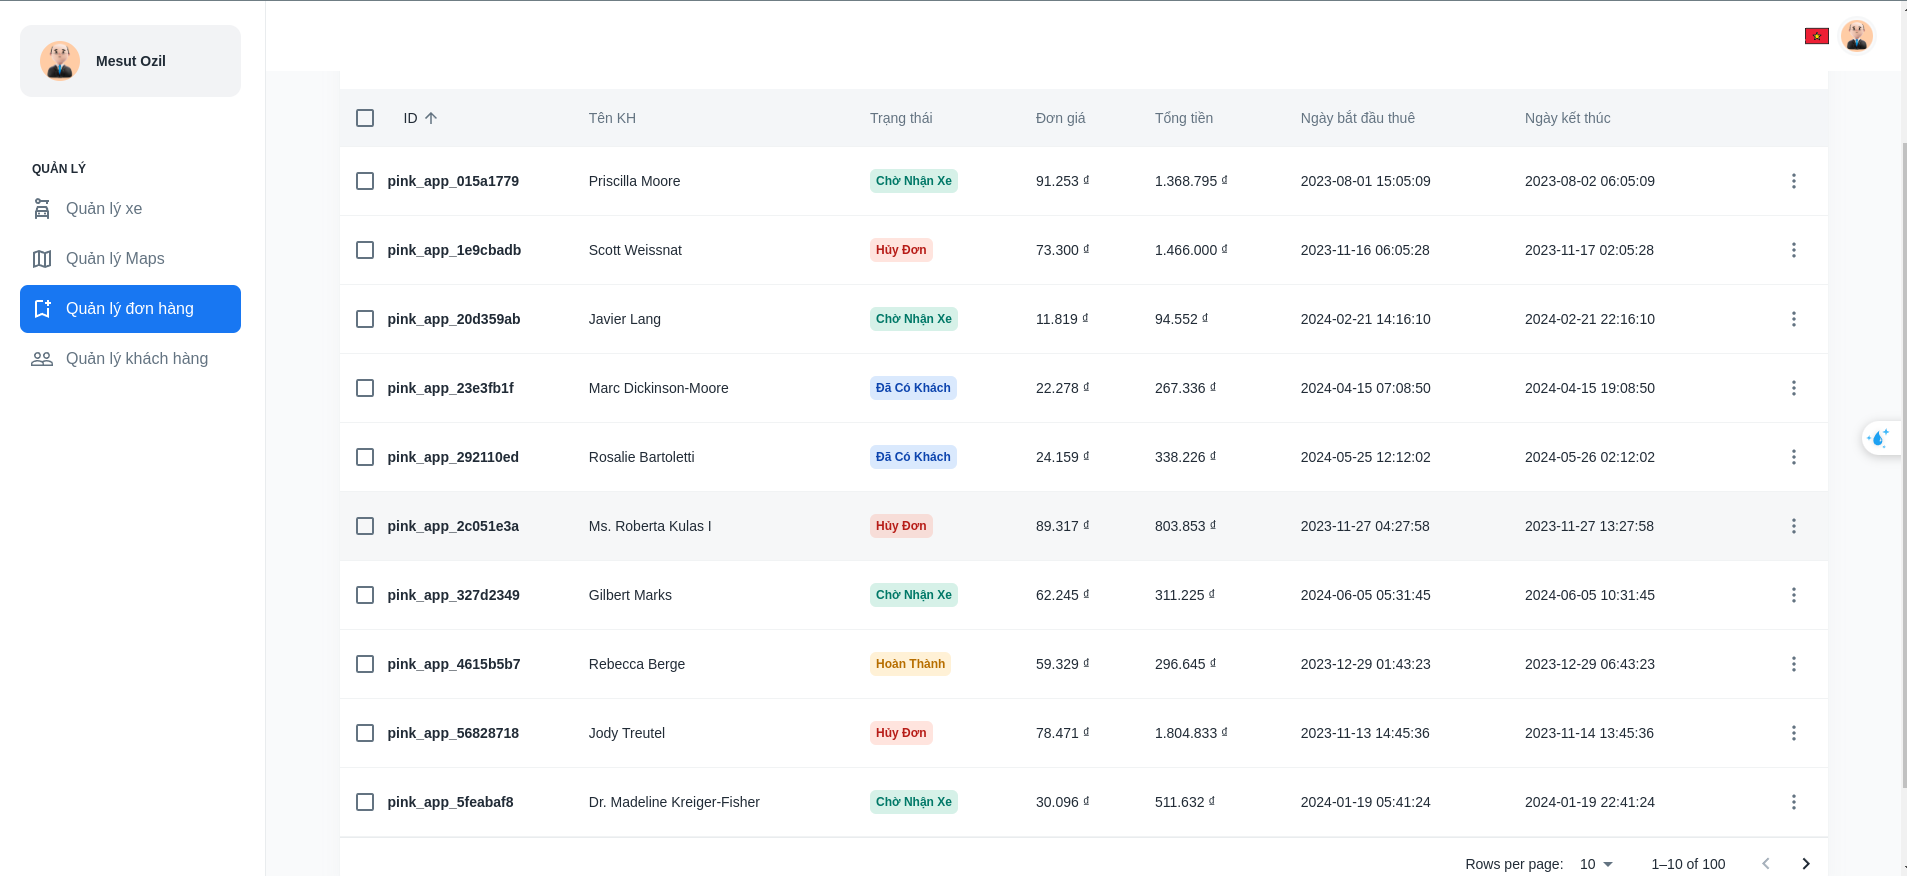 Mesut Ozil
QUẢN LÝ
Quản lý xe
Quản lý Maps
Quản lý đơn hàng
Quản lý khách hàng
ID Tên KH Trạng thái Đơn giá Tổng tiền Ngày bắt đầu thuê Ngày kết thúc
pink_app_015a1779 Priscilla Moore Chờ Nhận Xe 91.253 ₫ 1.368.795 ₫ 2023-08-01 15:05:09 2023-08-02 06:05:09
pink_app_1e9cbadb Scott Weissnat Hủy Đơn 73.300 ₫ 1.466.000 ₫ 2023-11-16 06:05:28 2023-11-17 02:05:28
pink_app_20d359ab Javier Lang Chờ Nhận Xe 11.819 ₫ 94.552 ₫ 2024-02-21 14:16:10 2024-02-21 22:16:10
pink_app_23e3fb1f Marc Dickinson-Moore Đã Có Khách 22.278 ₫ 267.336 ₫ 2024-04-15 07:08:50 2024-04-15 19:08:50
pink_app_292110ed Rosalie Bartoletti Đã Có Khách 24.159 ₫ 338.226 ₫ 2024-05-25 12:12:02 2024-05-26 02:12:02
pink_app_2c051e3a Ms. Roberta Kulas I Hủy Đơn 89.317 ₫ 803.853 ₫ 2023-11-27 04:27:58 2023-11-27 13:27:58
pink_app_327d2349 Gilbert Marks Chờ Nhận Xe 62.245 ₫ 311.225 ₫ 2024-06-05 05:31:45 2024-06-05 10:31:45
pink_app_4615b5b7 Rebecca Berge Hoàn Thành 59.329 ₫ 296.645 ₫ 2023-12-29 01:43:23 2023-12-29 06:43:23
pink_app_56828718 Jody Treutel Hủy Đơn 78.471 ₫ 1.804.833 ₫ 2023-11-13 14:45:36 2023-11-14 13:45:36
pink_app_5feabaf8 Dr. Madeline Kreiger-Fisher Chờ Nhận Xe 30.096 ₫ 511.632 ₫ 2024-01-19 05:41:24 2024-01-19 22:41:24
Rows per page: 10 1–10 of 100